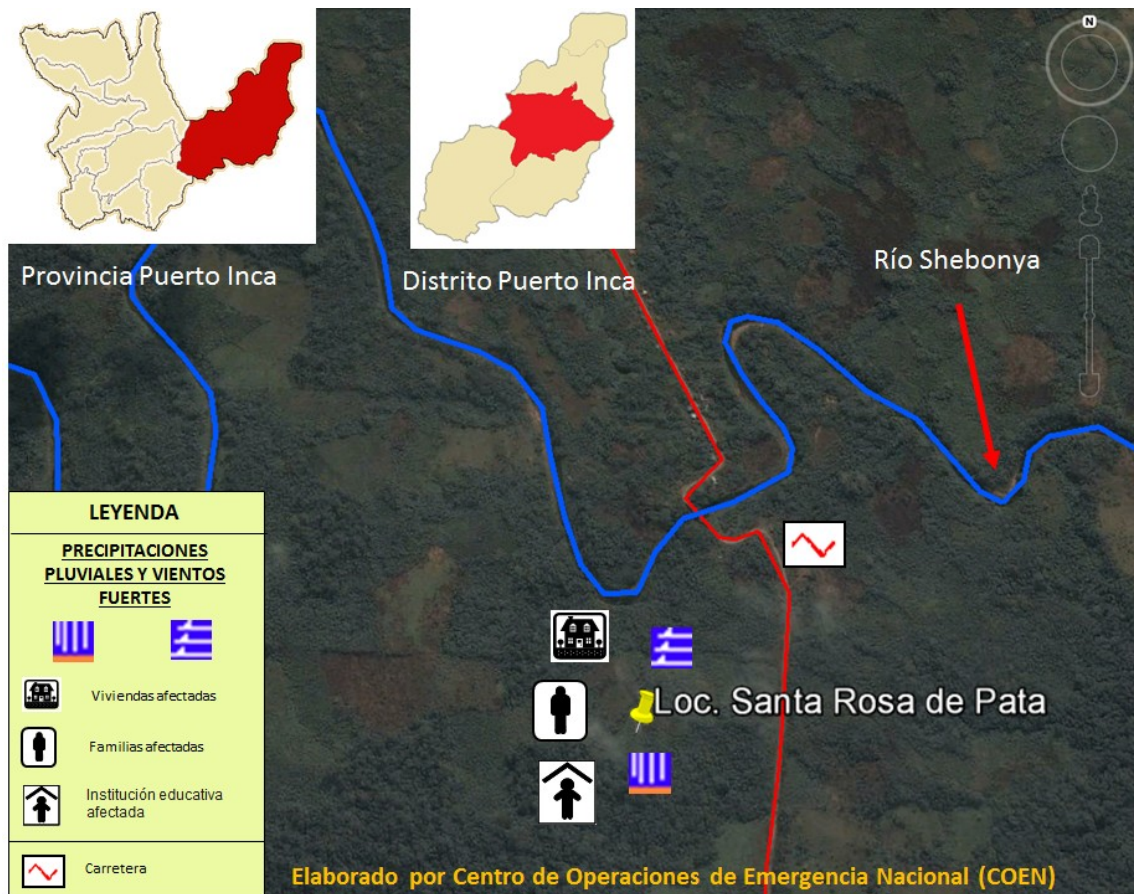 N
Provincia Puerto Inca
Distrito Puerto Inca
Río Shebonya
LEYENDA
PRECIPITACIONES
PLUVIALES Y VIENTOS
FUERTES
Viviendas afectadas
Familias afectadas
Institución educativa
afectada
Carretera
Loc. Santa Rosa de Pata
Elaborado por Centro de Operaciones de Emergencia Nacional (COEN)